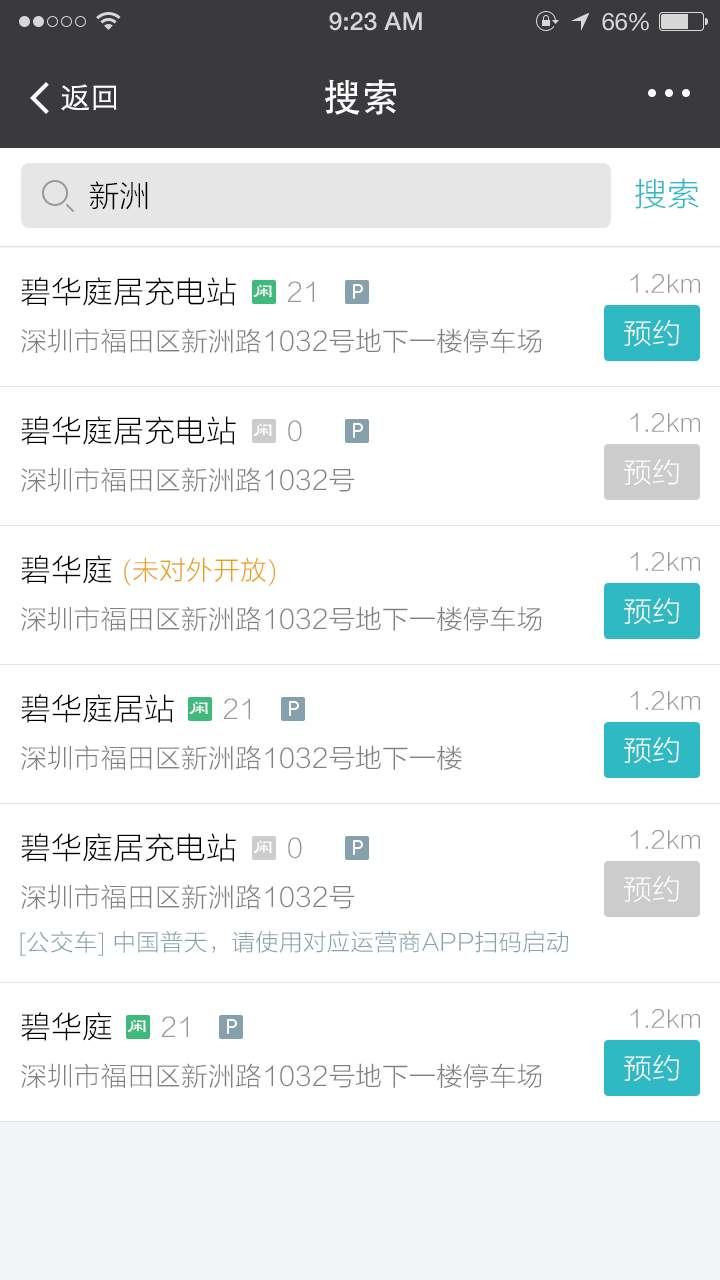 9:23 AM 66%
返回 搜索
新洲 搜索
碧华庭居充电站 闲 21 P 1.2km
深圳市福田区新洲路1032号地下一楼停车场 预约
碧华庭居充电站 闲 0 P 1.2km
深圳市福田区新洲路1032号 预约
碧华庭 (未对外开放) 1.2km
深圳市福田区新洲路1032号地下一楼停车场 预约
碧华庭居站 闲 21 P 1.2km
深圳市福田区新洲路1032号地下一楼 预约
碧华庭居充电站 闲 0 P 1.2km
深圳市福田区新洲路1032号 预约
[公交车] 中国普天，请使用对应运营商APP扫码启动
碧华庭 闲 21 P 1.2km
深圳市福田区新洲路1032号地下一楼停车场 预约